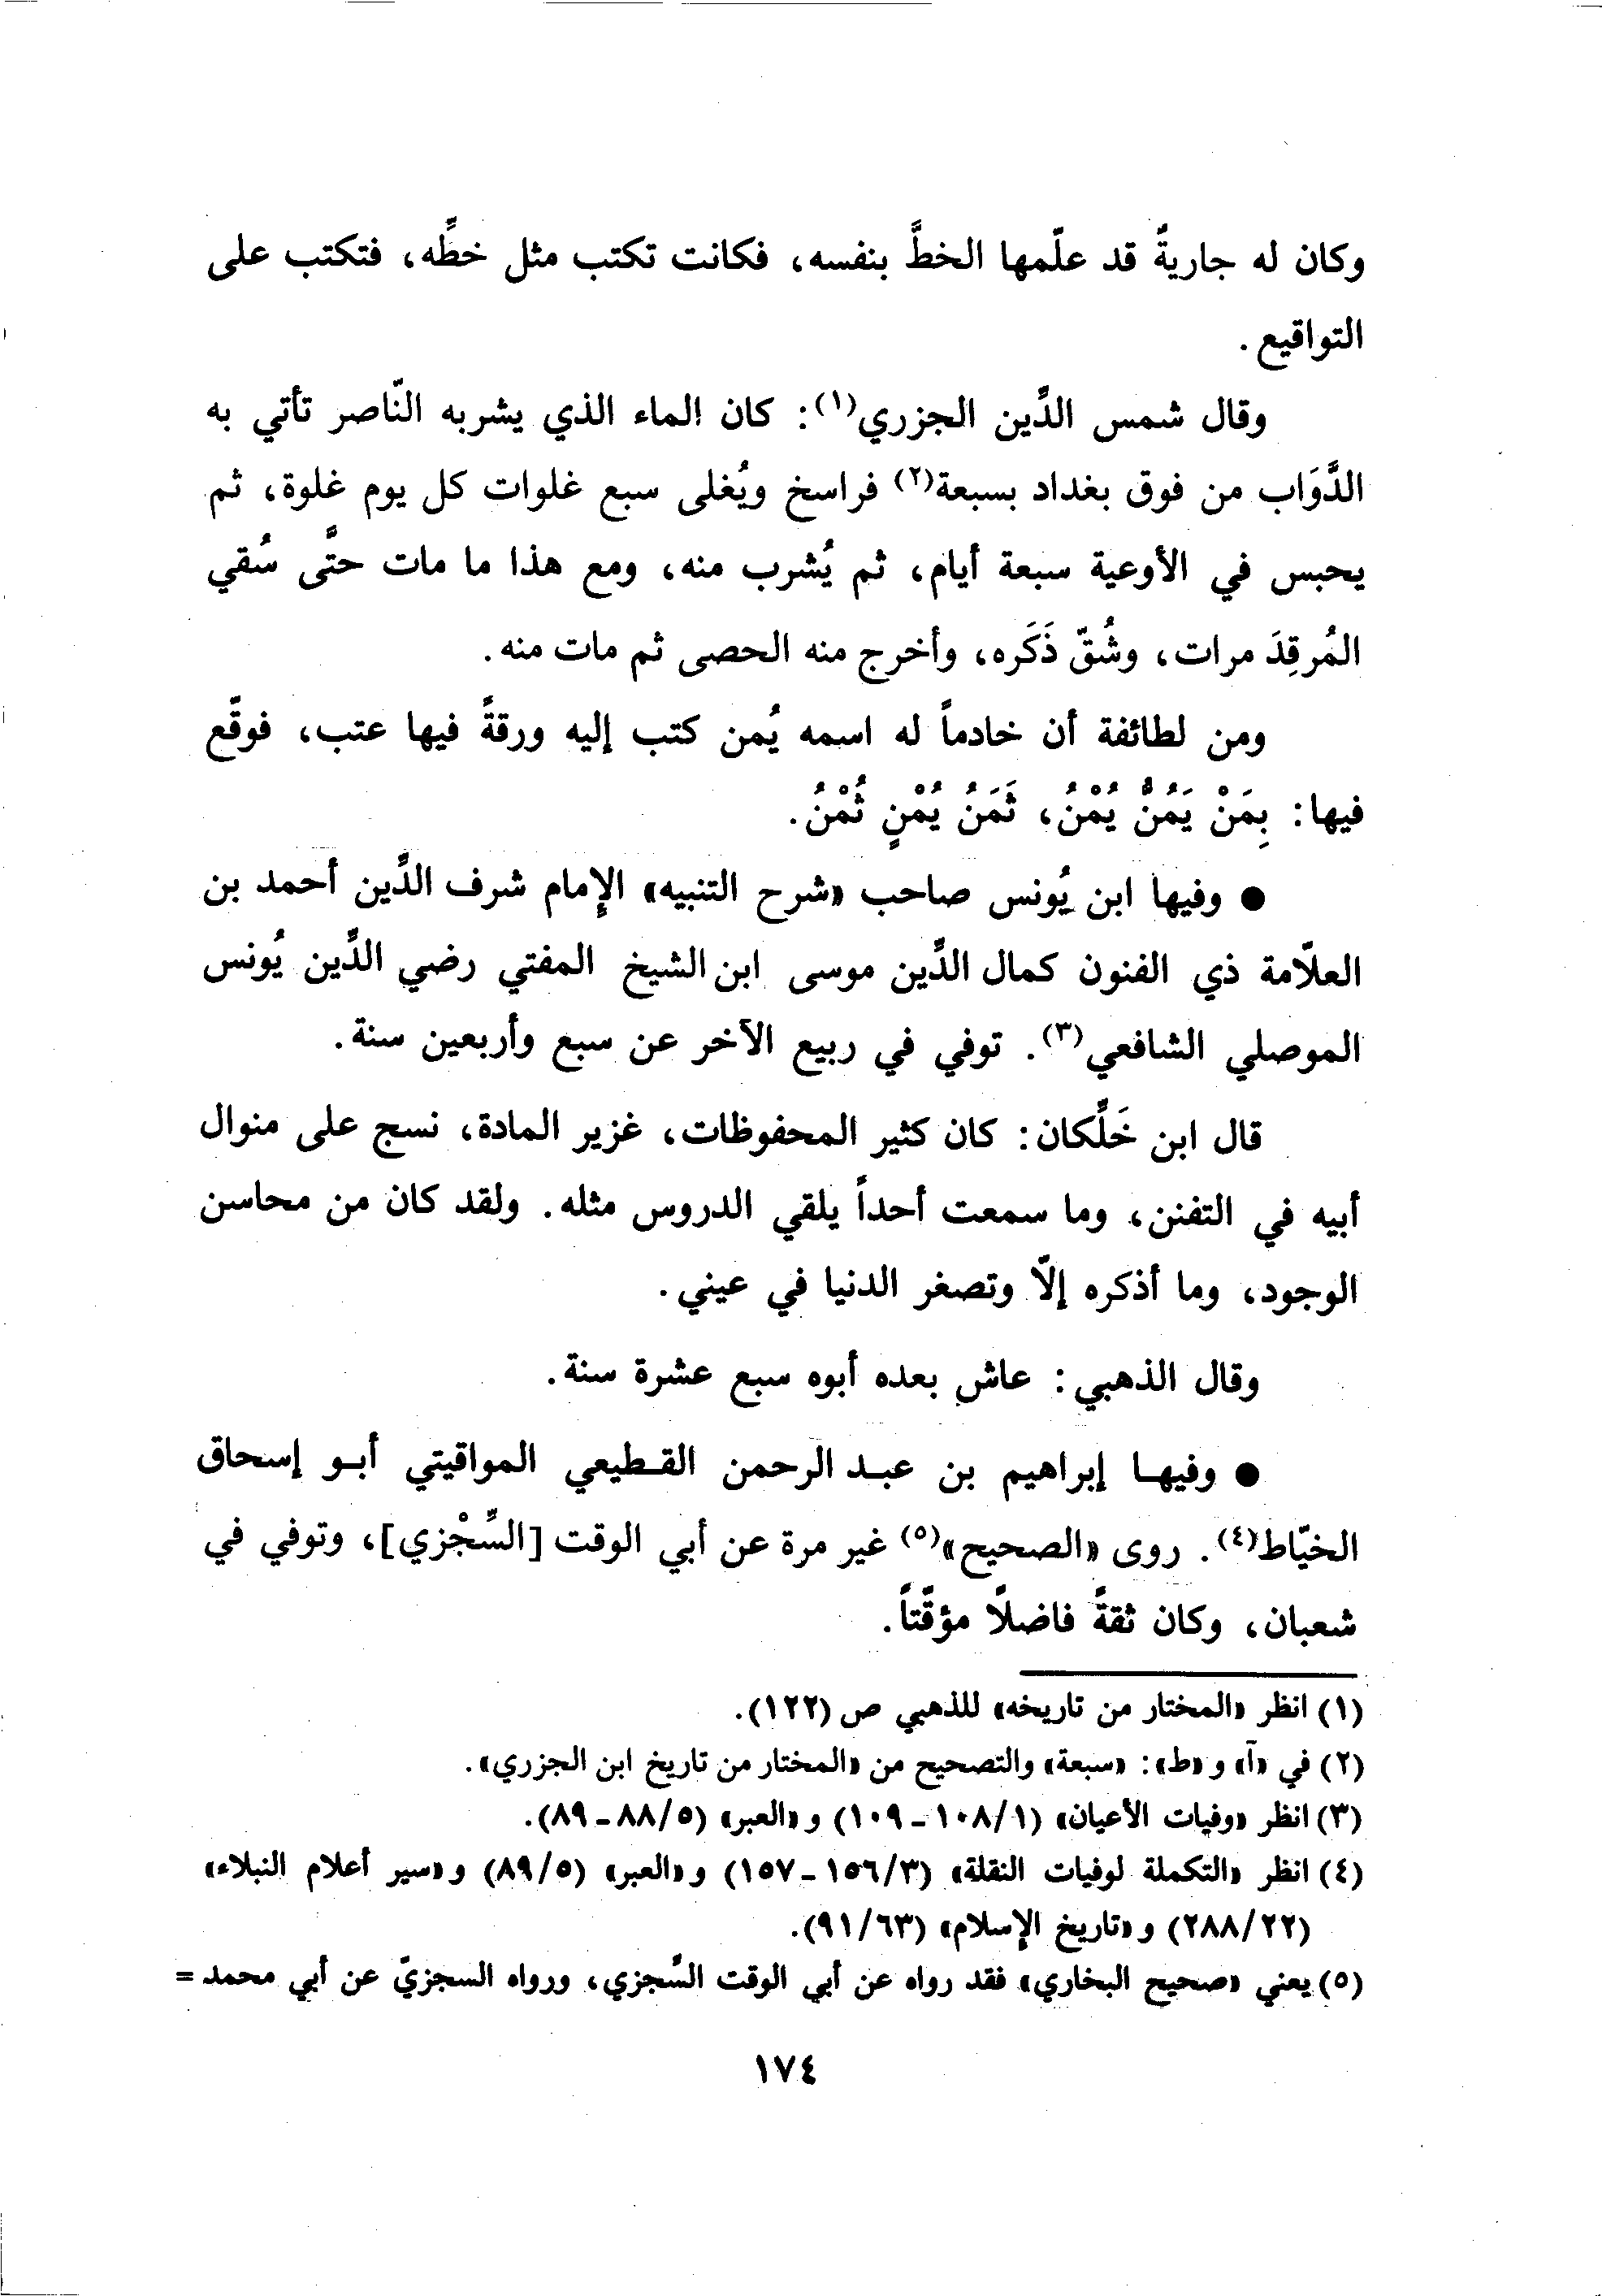 وكان له جاريةً قد علّمها الخطَّ بنفسه، فكانت تكتب مثل خطِّه، فتكتب على
التواقيع.
وقال شمس الدِّين الجزري(١): كان الماء الذي يشربه النّاصر تأتي به
الدَّوَاب من فوق بغداد بسبعة(٢) فراسخ ويُغلى سبع غلوات كل يوم غلوة، ثم
يحبس في الأوعية سبعة أيام، ثم يُشرب منه، ومع هذا ما مات حتَّى سُقي
المُرقِدَ مرات، وشُقّ ذَكَره، وأخرج منه الحصى ثم مات منه.
ومن لطائفة أن خادماً له اسمه يُمن كتب إليه ورقةً فيها عتب، فوقَّع
فيها: بِمَنْ يَمُنُّ يُمْنُ، ثَمَنُ يُمْنٍ ثُمْنُ.
● وفيها ابن يُونس صاحب «شرح التنبيه» الإمام شرف الدِّين أحمد بن
العلاّمة ذي الفنون كمال الدِّين موسى ابن الشيخ المفتي رضي الدِّين يُونس
الموصلي الشافعي(٣). توفي في ربيع الآخر عن سبع وأربعين سنة.
قال ابن خَلِّكان: كان كثير المحفوظات، غزير المادة، نسج على منوال
أبيه في التفنن، وما سمعت أحداً يلقي الدروس مثله. ولقد كان من محاسن
الوجود، وما أذكره إلاّ وتصغر الدنيا في عيني.
وقال الذهبي: عاش بعده أبوه سبع عشرة سنة.
● وفيها إبراهيم بن عبد الرحمن القطيعي المواقيتي أبو إسحاق
الخيّاط(٤). روى «الصحيح»(٥) غير مرة عن أبي الوقت [السِّجْزي]، وتوفي في
شعبان، وكان ثقةً فاضلاً مؤقّتاً.
(١) انظر «المختار من تاريخه» للذهبي ص (١٢٢).
(٢) في «آ» و «ط»: «سبعة» والتصحيح من «المختار من تاريخ ابن الجزري».
(٣) انظر «وفيات الأعيان» (١٠٨/١ - ١٠٩) و «العبر» (٨٨/٥ - ٨٩).
(٤) انظر «التكملة لوفيات النقلة» (١٥٦/٣ - ١٥٧) و«العبر» (٨٩/٥) و«سير أعلام النبلاء»
(٢٨٨/٢٢) و «تاريخ الإسلام» (٩١/٦٣).
(٥) يعني «صحيح البخاري» فقد رواه عن أبي الوقت السِّجزي، ورواه السجزيّ عن أبي محمد =
١٧٤